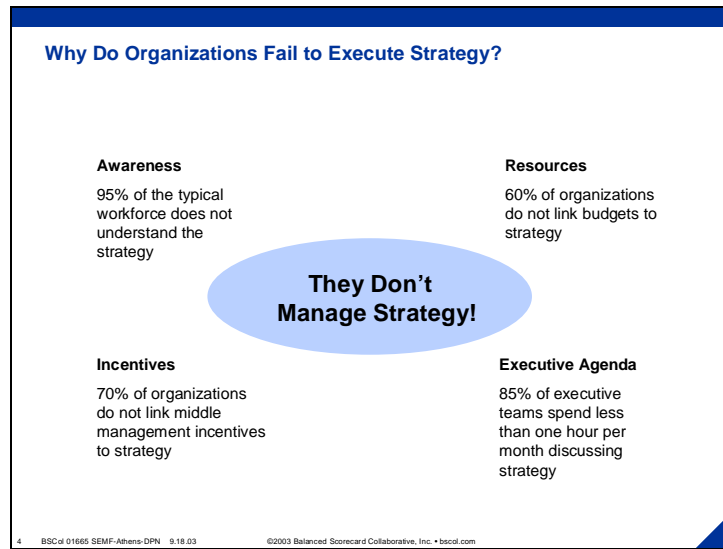 Why Do Organizations Fail to Execute Strategy?
Awareness
95% of the typical
workforce does not
understand the
strategy
Resources
60% of organizations
do not link budgets to
strategy
They Don’t
Manage Strategy!
Incentives
70% of organizations
do not link middle
management incentives
to strategy
Executive Agenda
85% of executive
teams spend less
than one hour per
month discussing
strategy
4 BSCol 01665 SEMF-Athens-DPN 9.18.03 ©2003 Balanced Scorecard Collaborative, Inc. • bscol.com